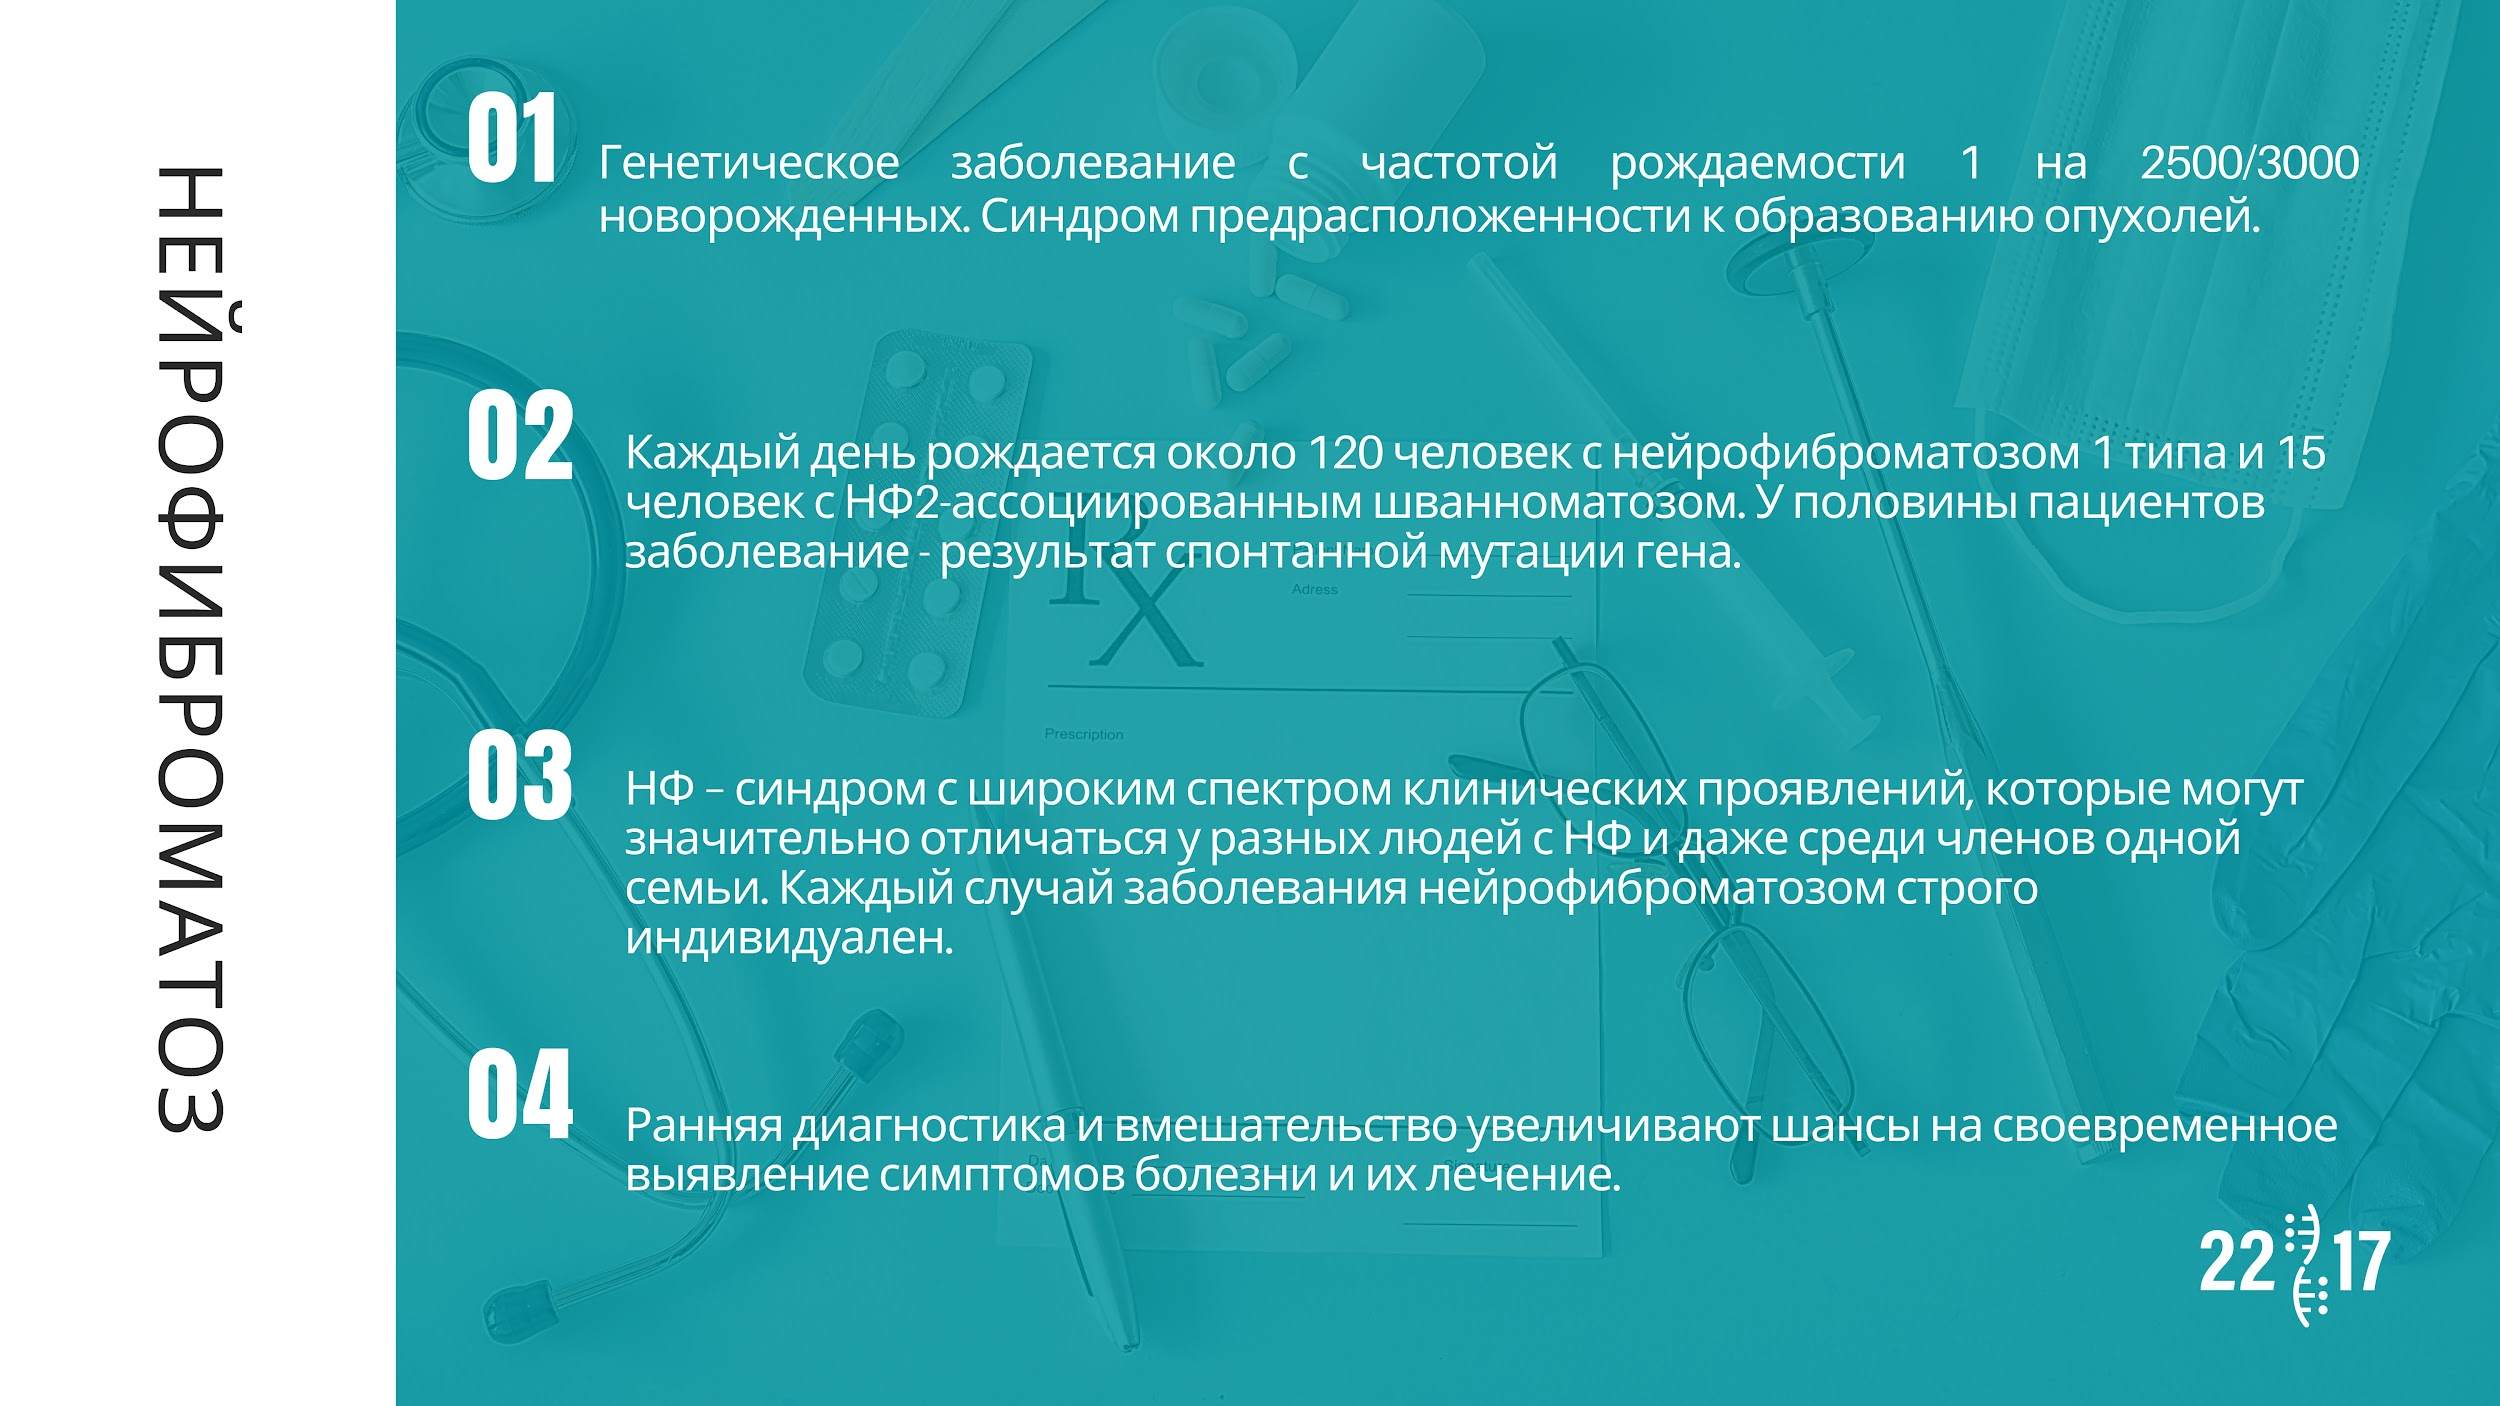 НЕЙРОФИБРОМАТОЗ
01
Генетическое заболевание с частотой рождаемости 1 на 2500/3000
новорожденных. Синдром предрасположенности к образованию опухолей.
02
Каждый день рождается около 120 человек с нейрофиброматозом 1 типа и 15
человек с НФ2-ассоциированным шванноматозом. У половины пациентов
заболевание - результат спонтанной мутации гена.
Rx
Adress
Prescription
03
НФ – синдром с широким спектром клинических проявлений, которые могут
значительно отличаться у разных людей с НФ и даже среди членов одной
семьи. Каждый случай заболевания нейрофиброматозом строго
индивидуален.
04
Ранняя диагностика и вмешательство увеличивают шансы на своевременное
выявление симптомов болезни и их лечение.
Signature
22 17